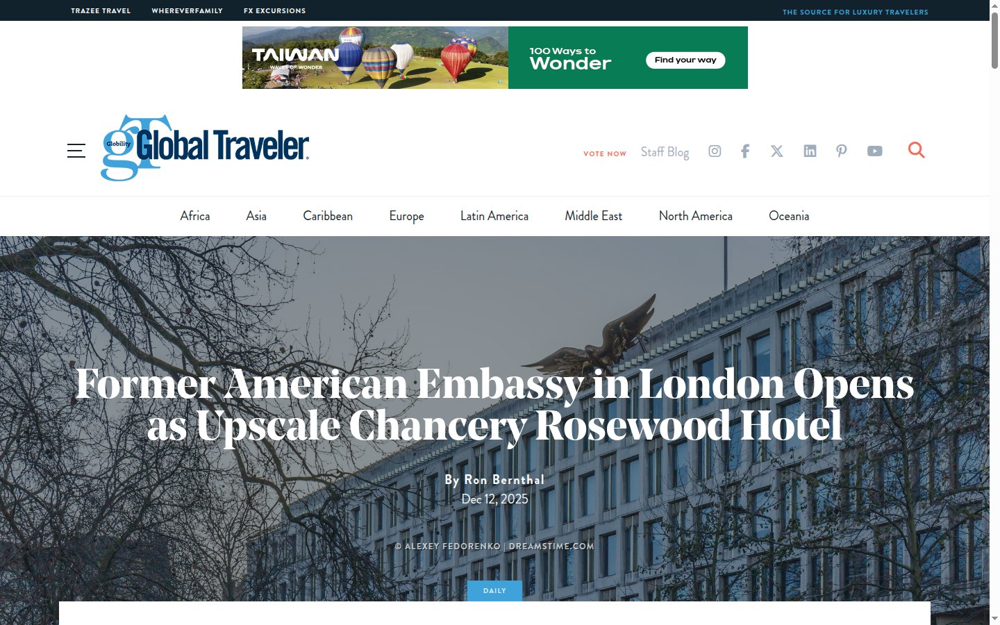 TRAZEE TRAVEL
WHEREVERFAMILY
FX EXCURSIONS
THE SOURCE FOR LUXURY TRAVELERS
TAIWAN
WAVES OF WONDER
100 Ways to
Wonder
Find your way
gT
Globility
Global Traveler®
VOTE NOW
Staff Blog
Africa
Asia
Caribbean
Europe
Latin America
Middle East
North America
Oceania
Former American Embassy in London Opens
as Upscale Chancery Rosewood Hotel
By Ron Bernthal
Dec 12, 2025
© ALEXEY FEDORENKO | DREAMSTIME.COM
DAILY